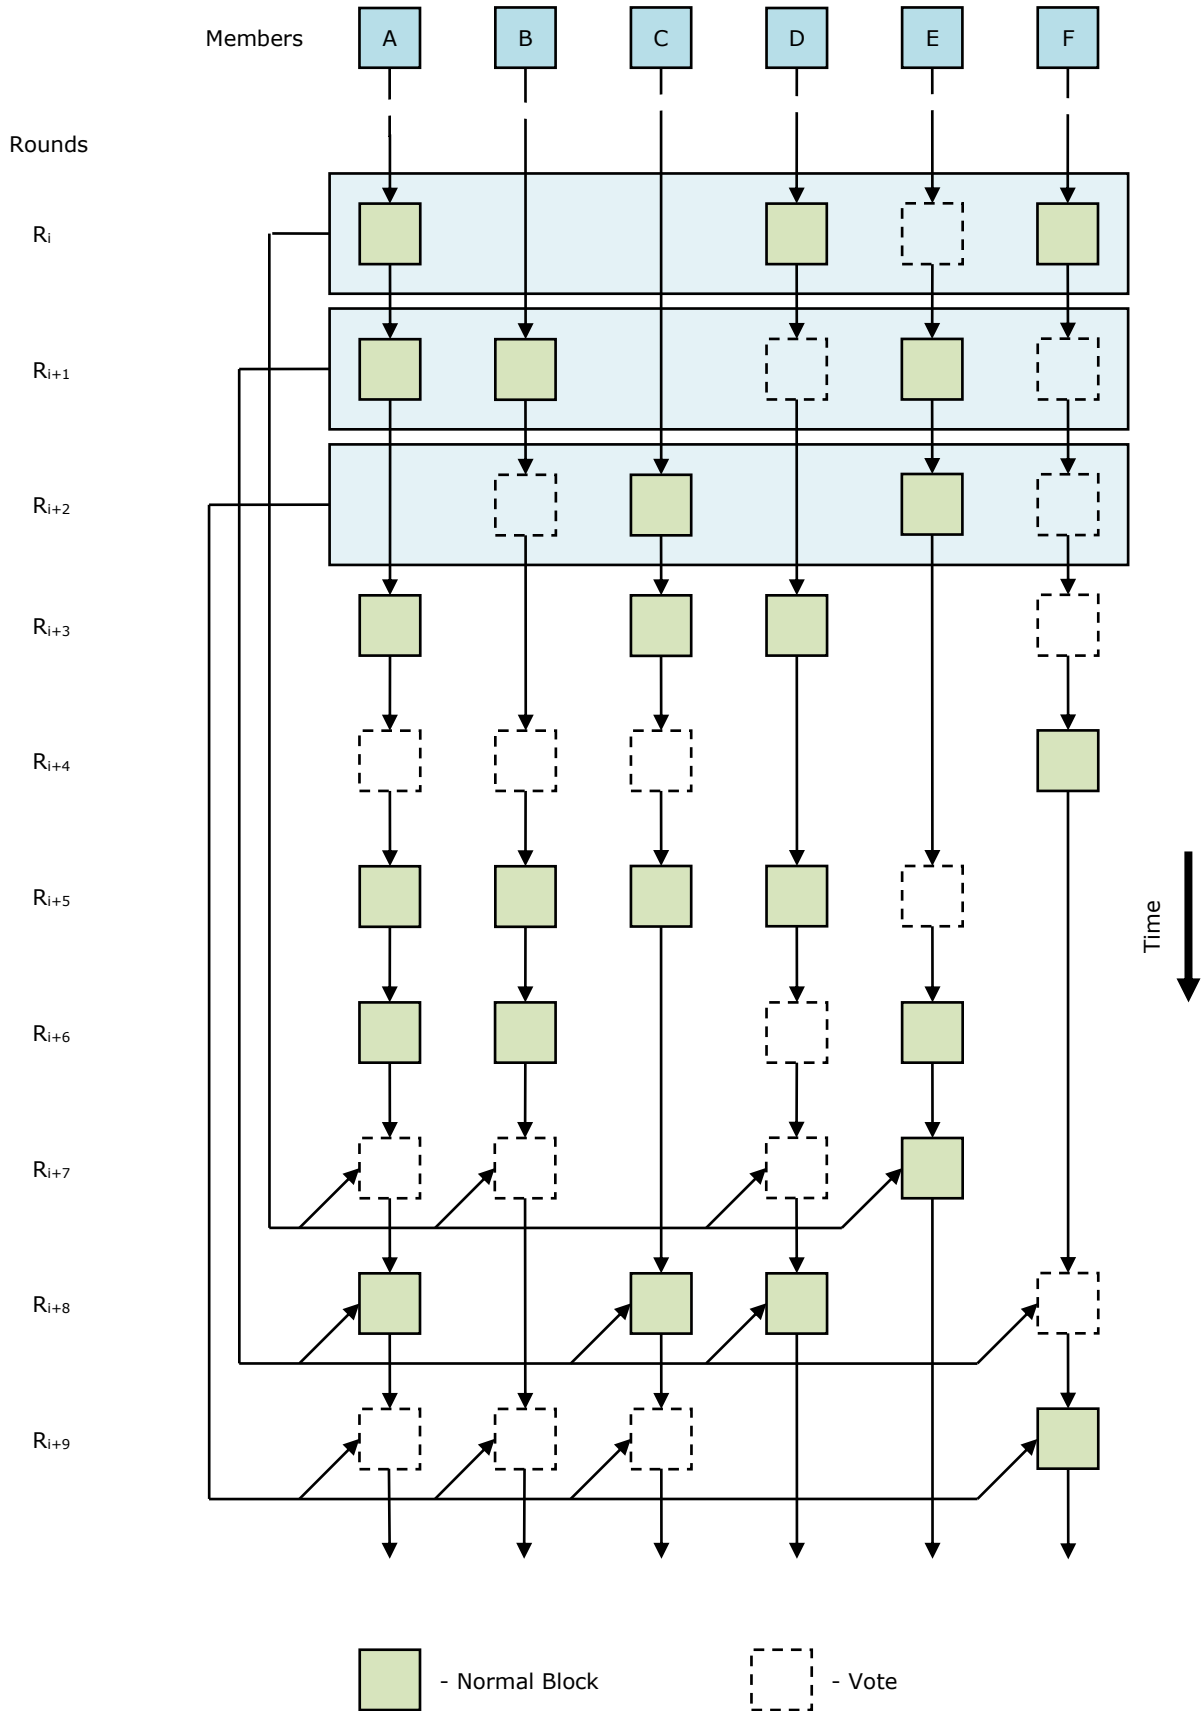 Members A B C D E F
Rounds
Ri
Ri+1
Ri+2
Ri+3
Ri+4
Ri+5
Time
Ri+6
Ri+7
Ri+8
Ri+9
- Normal Block - Vote